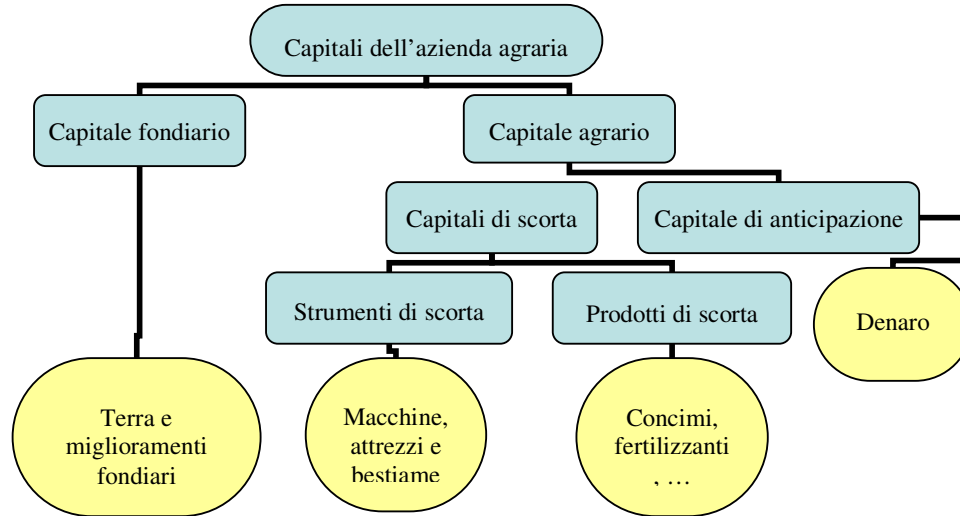 Capitali dell'azienda agraria
Capitale fondiario
Capitale agrario
Capitali di scorta
Capitale di anticipazione
Strumenti di scorta
Prodotti di scorta
Denaro
Terra e
miglioramenti
fondiari
Macchine,
attrezzi e
bestiame
Concimi,
fertilizzanti
, …